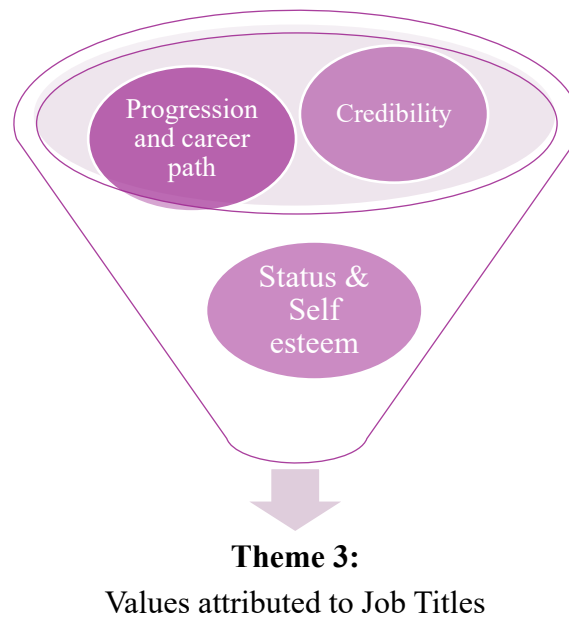 Progression
and career
path
Credibility
Status &
Self
esteem
Theme 3:
Values attributed to Job Titles